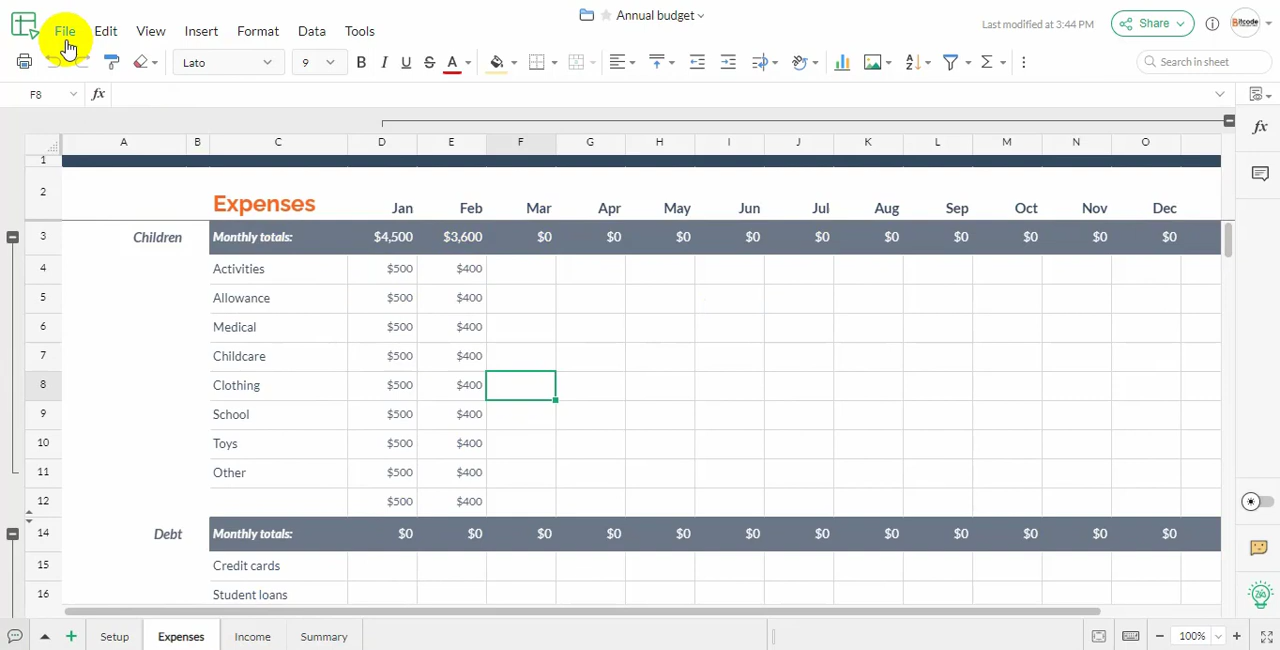 Annual budget
File Edit View Insert Format Data Tools
Last modified at 3:44 PM
Share
Bitcode
Lato 9 B I U S A
Search in sheet
F8 fx
fx
A B C D E F G H I J K L M N O
1
2 Expenses Jan Feb Mar Apr May Jun Jul Aug Sep Oct Nov Dec
3 Children Monthly totals: $4,500 $3,600 $0 $0 $0 $0 $0 $0 $0 $0 $0 $0
4 Activities $500 $400
5 Allowance $500 $400
6 Medical $500 $400
7 Childcare $500 $400
8 Clothing $500 $400
9 School $500 $400
10 Toys $500 $400
11 Other $500 $400
12 $500 $400
14 Debt Monthly totals: $0 $0 $0 $0 $0 $0 $0 $0 $0 $0 $0 $0
15 Credit cards
16 Student loans
Setup Expenses Income Summary
100%